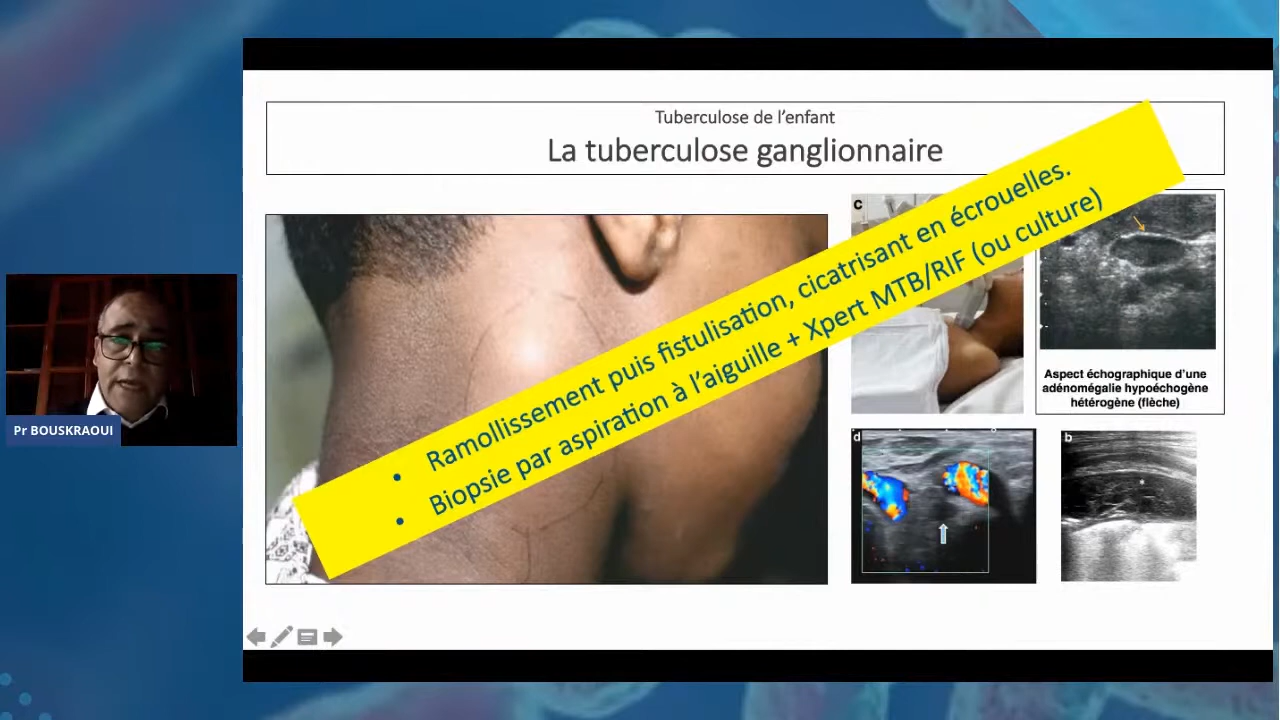 Tuberculose de l'enfant
La tuberculose ganglionnaire
c
• Ramollissement puis fistulisation, cicatrisant en écrouelles.
• Biopsie par aspiration à l'aiguille + Xpert MTB/RIF (ou culture)
Aspect échographique d'une
adénomégalie hypoéchogène
hétérogène (flèche)
Pr BOUSKRAOUI
d
b